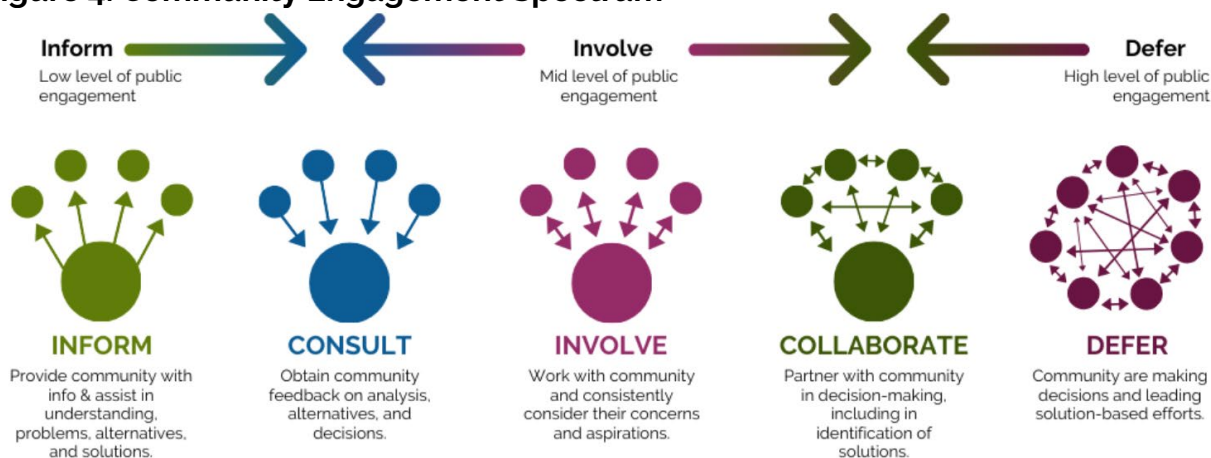 Community Engagement Spectrum
Inform
Low level of public
engagement
Involve
Mid level of public
engagement
Defer
High level of public
engagement
INFORM
Provide community with
info & assist in
understanding,
problems, alternatives,
and solutions.
CONSULT
Obtain community
feedback on analysis,
alternatives, and
decisions.
INVOLVE
Work with community
and consistently
consider their concerns
and aspirations.
COLLABORATE
Partner with community
in decision-making,
including in
identification of
solutions.
DEFER
Community are making
decisions and leading
solution-based efforts.